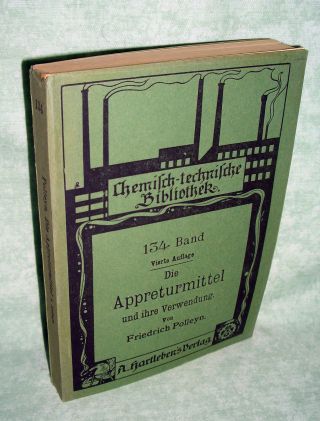 Chemisch-technische
Bibliothek.
134. Band
Vierte Auflage
Die
Appreturmittel
und ihre Verwendung.
Von
Friedrich Polleyn.
A. Hartleben's Verlag
134